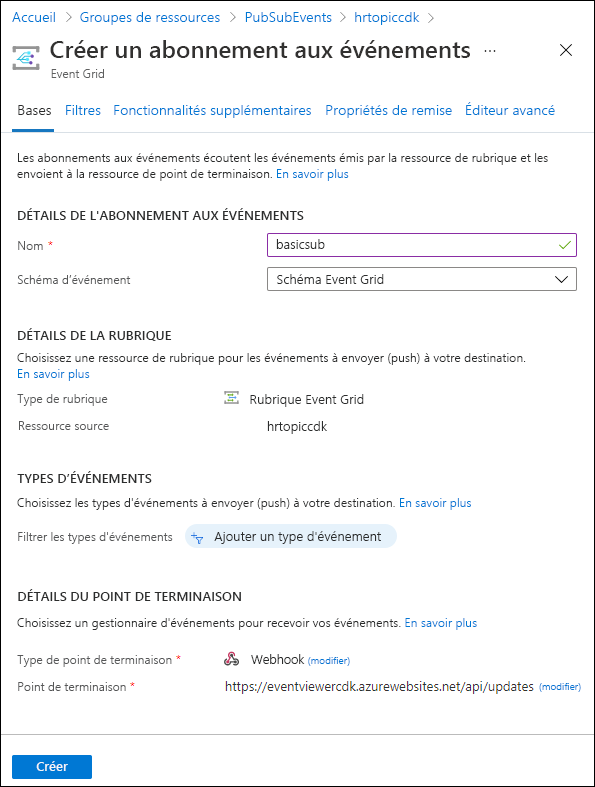 Accueil > Groupes de ressources > PubSubEvents > hrtopiccdk >
Créer un abonnement aux événements ...
Event Grid
Bases Filtres Fonctionnalités supplémentaires Propriétés de remise Éditeur avancé
Les abonnements aux événements écoutent les événements émis par la ressource de rubrique et les
envoient à la ressource de point de terminaison. En savoir plus
DÉTAILS DE L'ABONNEMENT AUX ÉVÉNEMENTS
Nom * basicsub
Schéma d'événement Schéma Event Grid
DÉTAILS DE LA RUBRIQUE
Choisissez une ressource de rubrique pour les événements à envoyer (push) à votre destination.
En savoir plus
Type de rubrique Rubrique Event Grid
Ressource source hrtopiccdk
TYPES D'ÉVÉNEMENTS
Choisissez les types d'événements à envoyer (push) à votre destination. En savoir plus
Filtrer les types d'événements Ajouter un type d'événement
DÉTAILS DU POINT DE TERMINAISON
Choisissez un gestionnaire d'événements pour recevoir vos événements. En savoir plus
Type de point de terminaison * Webhook (modifier)
Point de terminaison * https://eventviewercdk.azurewebsites.net/api/updates (modifier)
Créer